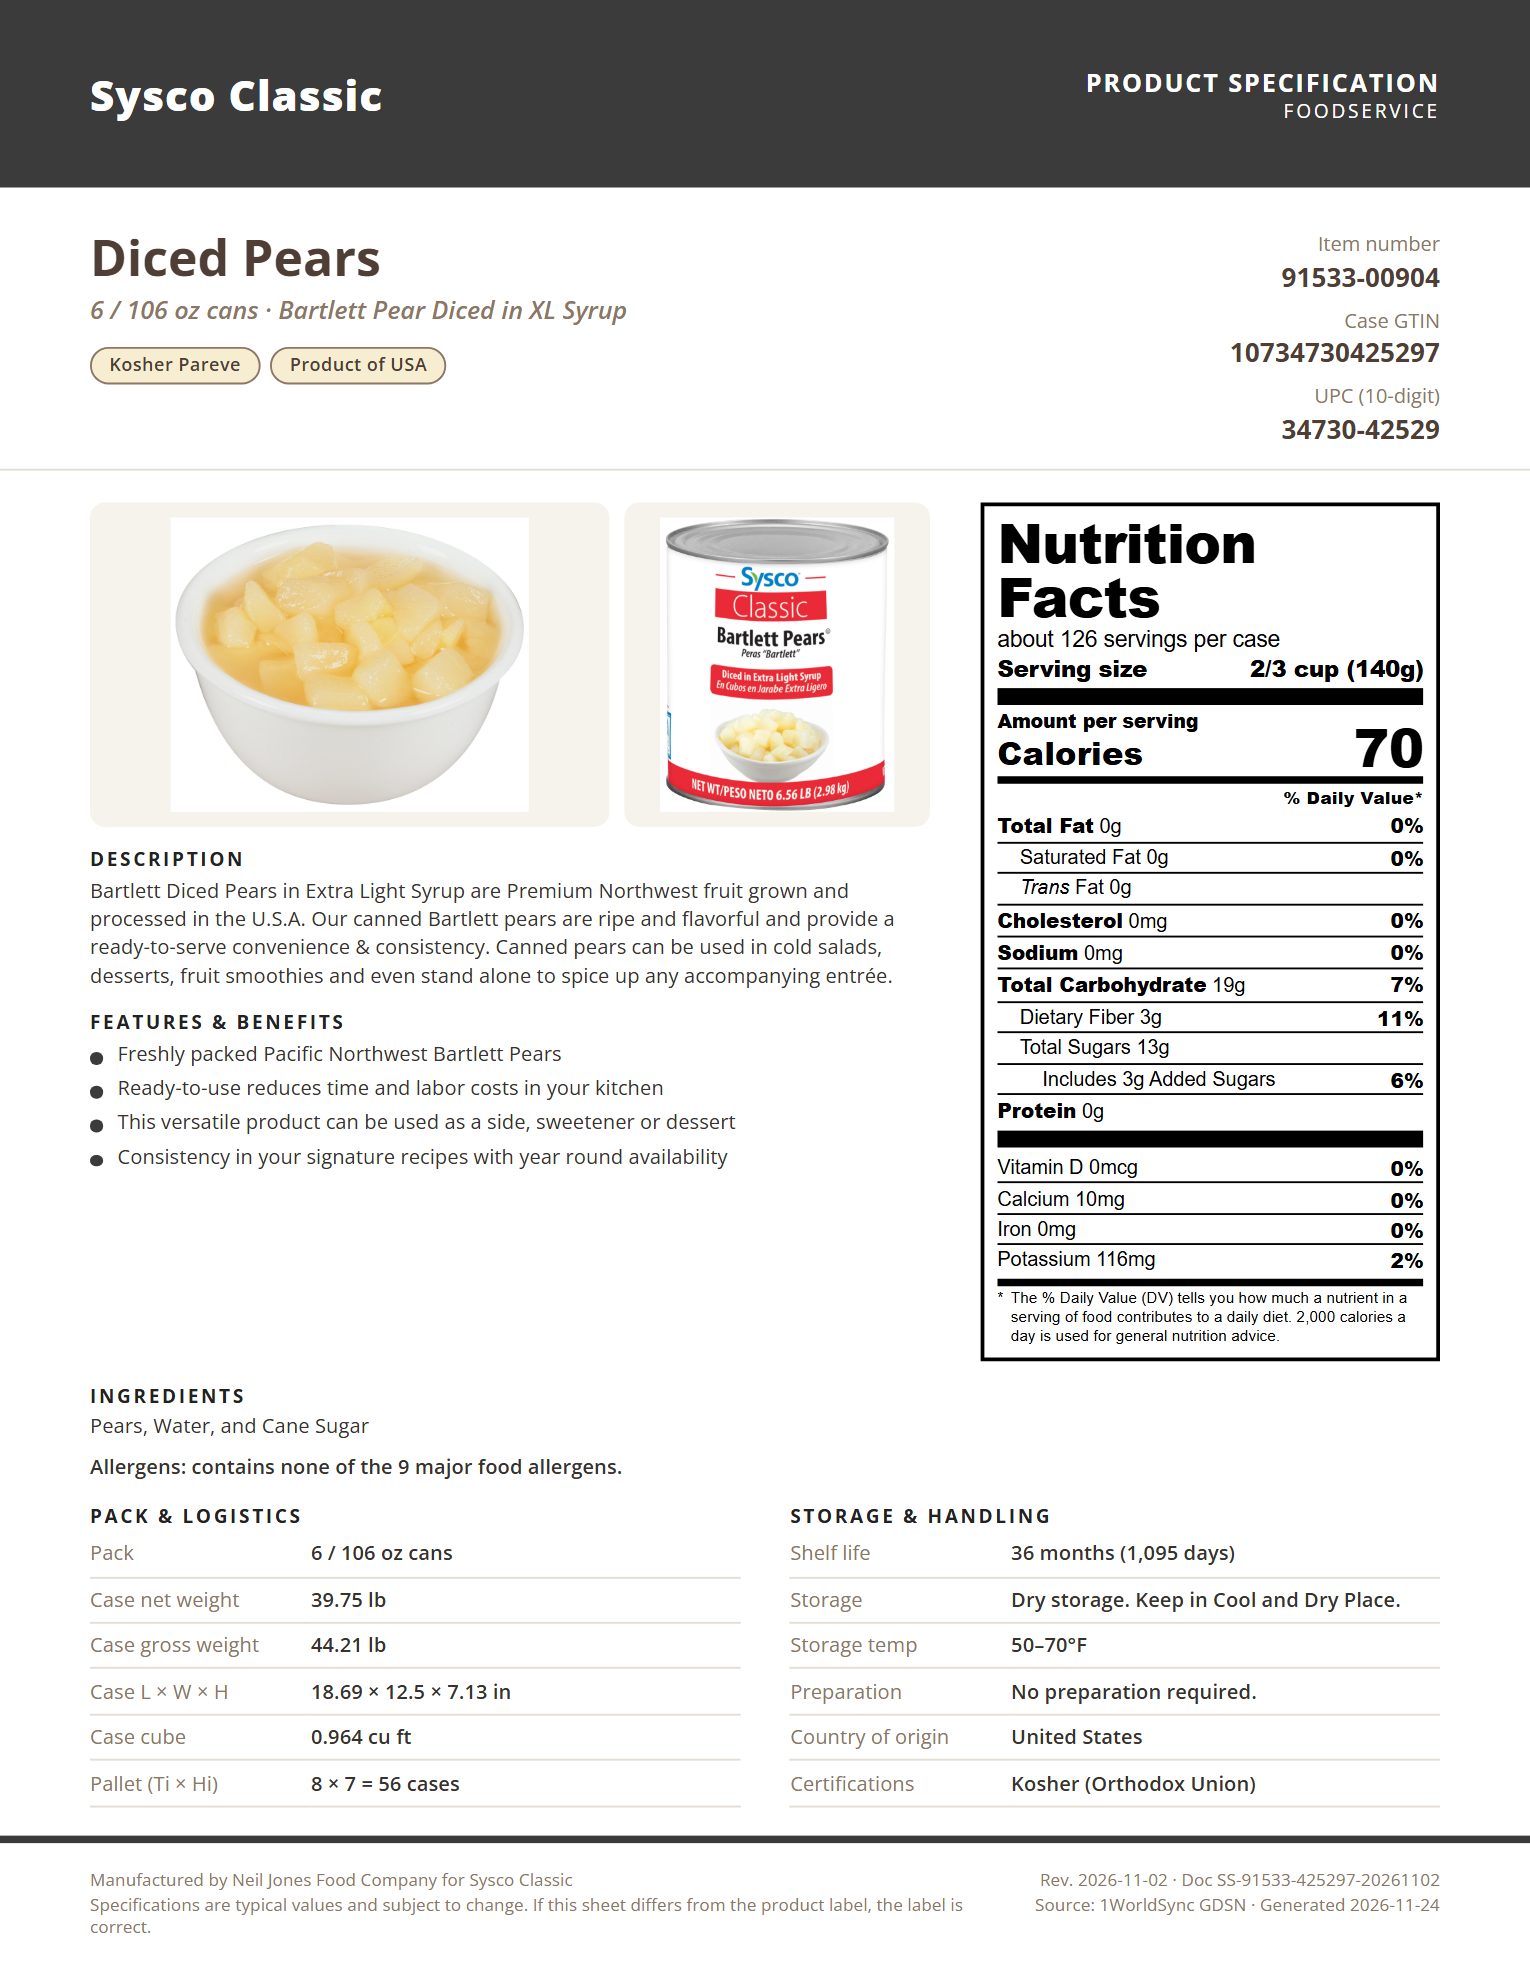 Sysco Classic
PRODUCT SPECIFICATION
FOODSERVICE
Diced Pears
6 / 106 oz cans · Bartlett Pear Diced in XL Syrup
Kosher Pareve
Product of USA
Item number
91533-00904
Case GTIN
10734730425297
UPC (10-digit)
34730-42529
Sysco
Classic
Bartlett Pears®
Peras "Bartlett"
Diced in Extra Light Syrup
En Cubos en Jarabe Extra Ligero
NET WT/PESO NETO 6.56 LB (2.98 kg)
DESCRIPTION
Bartlett Diced Pears in Extra Light Syrup are Premium Northwest fruit grown and
processed in the U.S.A. Our canned Bartlett pears are ripe and flavorful and provide a
ready-to-serve convenience & consistency. Canned pears can be used in cold salads,
desserts, fruit smoothies and even stand alone to spice up any accompanying entrée.
FEATURES & BENEFITS
Freshly packed Pacific Northwest Bartlett Pears
Ready-to-use reduces time and labor costs in your kitchen
This versatile product can be used as a side, sweetener or dessert
Consistency in your signature recipes with year round availability
Nutrition
Facts
about 126 servings per case
Serving size 2/3 cup (140g)
Amount per serving
Calories 70
% Daily Value*
Total Fat 0g 0%
Saturated Fat 0g 0%
Trans Fat 0g
Cholesterol 0mg 0%
Sodium 0mg 0%
Total Carbohydrate 19g 7%
Dietary Fiber 3g 11%
Total Sugars 13g
Includes 3g Added Sugars 6%
Protein 0g
Vitamin D 0mcg 0%
Calcium 10mg 0%
Iron 0mg 0%
Potassium 116mg 2%
* The % Daily Value (DV) tells you how much a nutrient in a
serving of food contributes to a daily diet. 2,000 calories a
day is used for general nutrition advice.
INGREDIENTS
Pears, Water, and Cane Sugar
Allergens: contains none of the 9 major food allergens.
PACK & LOGISTICS
Pack 6 / 106 oz cans
Case net weight 39.75 lb
Case gross weight 44.21 lb
Case L × W × H 18.69 × 12.5 × 7.13 in
Case cube 0.964 cu ft
Pallet (Ti × Hi) 8 × 7 = 56 cases
STORAGE & HANDLING
Shelf life 36 months (1,095 days)
Storage Dry storage. Keep in Cool and Dry Place.
Storage temp 50–70°F
Preparation No preparation required.
Country of origin United States
Certifications Kosher (Orthodox Union)
Manufactured by Neil Jones Food Company for Sysco Classic
Specifications are typical values and subject to change. If this sheet differs from the product label, the label is
correct.
Rev. 2026-11-02 · Doc SS-91533-425297-20261102
Source: 1WorldSync GDSN · Generated 2026-11-24